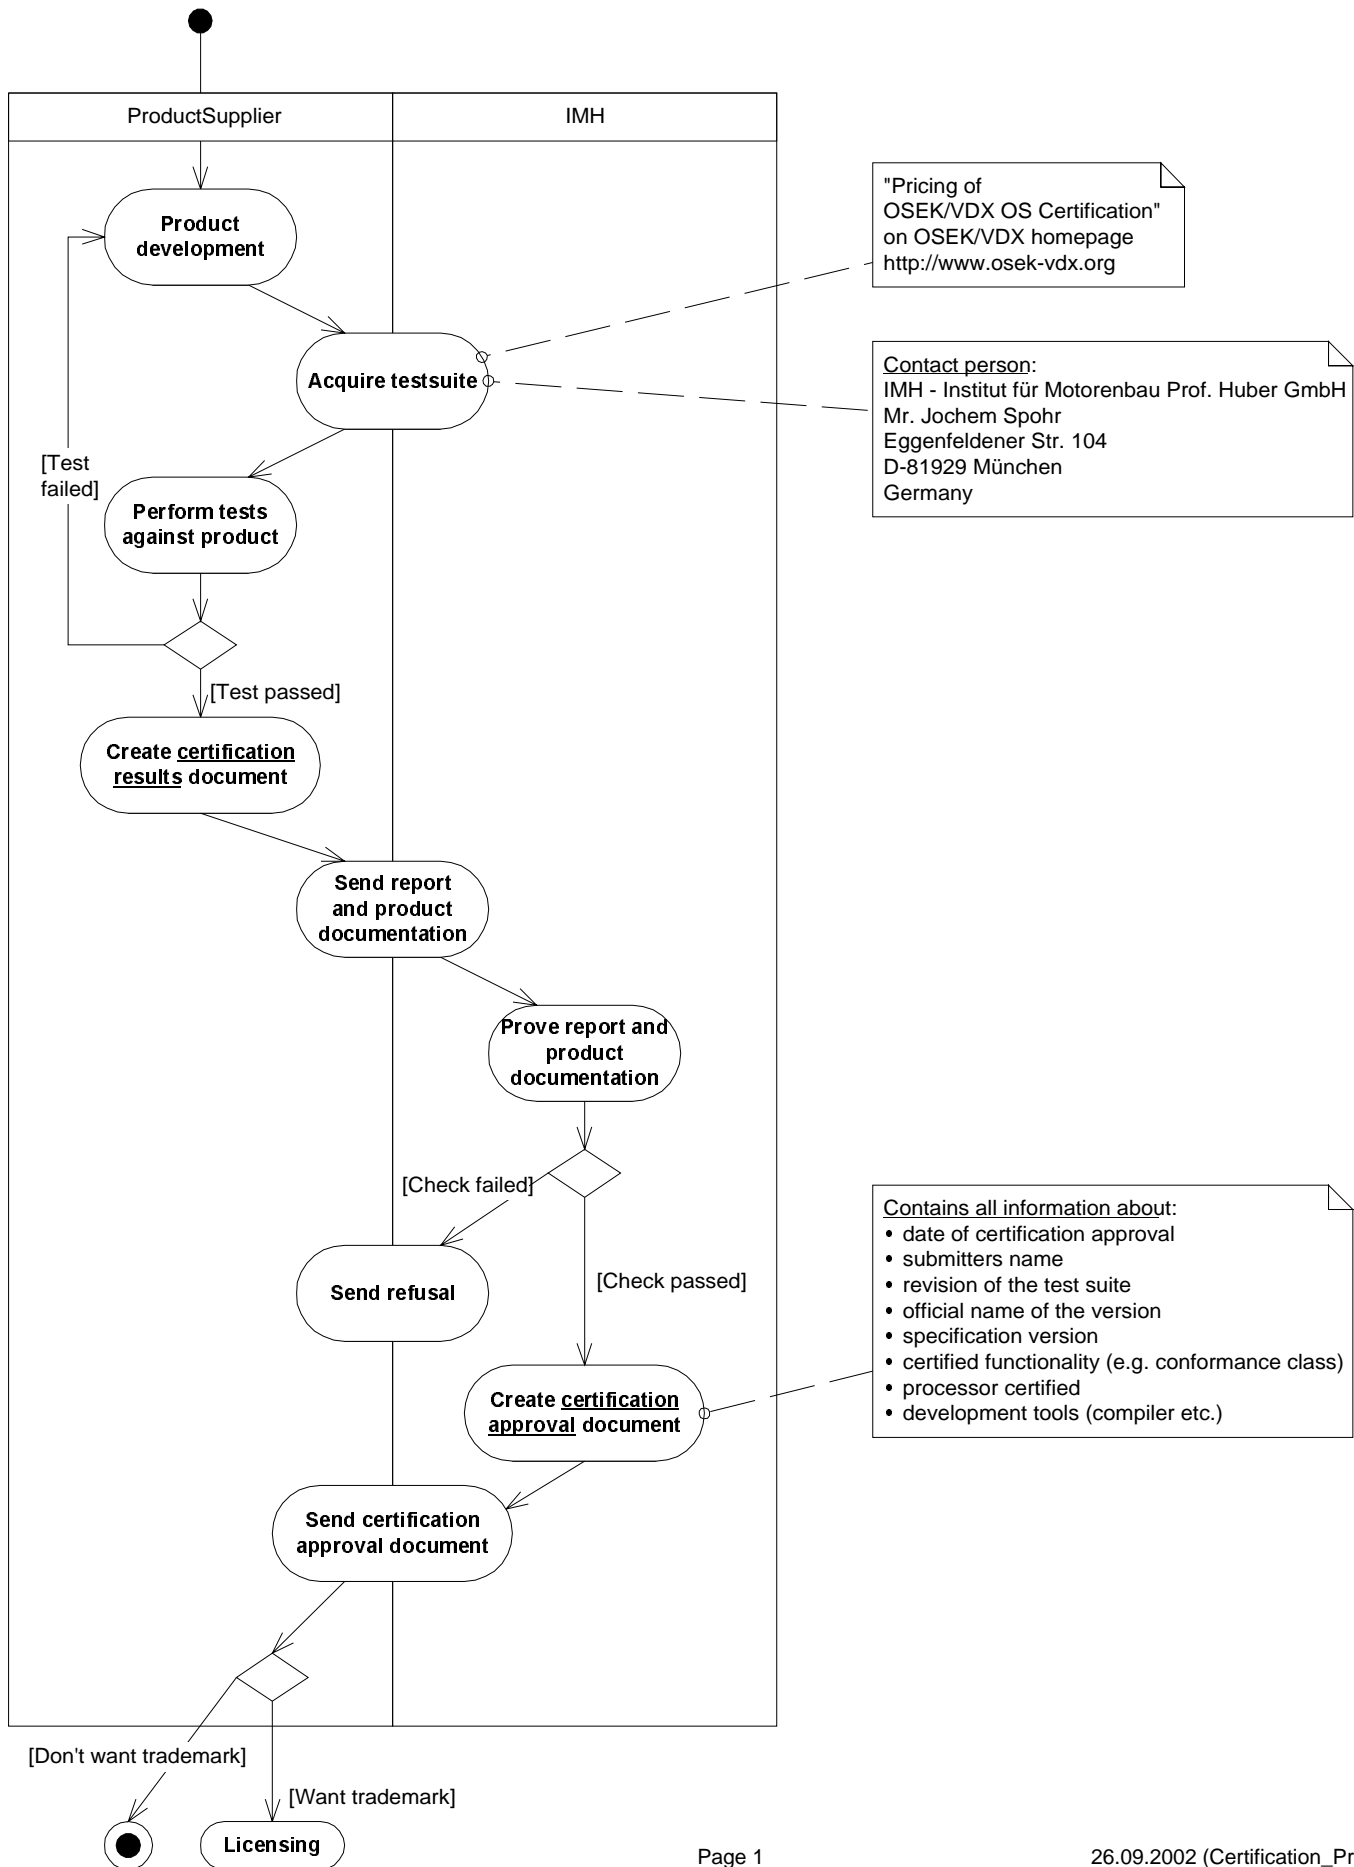 ProductSupplier
IMH
Product
development
"Pricing of
OSEK/VDX OS Certification"
on OSEK/VDX homepage
http://www.osek-vdx.org
Acquire testsuite
Contact person:
IMH - Institut für Motorenbau Prof. Huber GmbH
Mr. Jochem Spohr
Eggenfeldener Str. 104
D-81929 München
Germany
[Test
failed]
Perform tests
against product
[Test passed]
Create certification
results document
Send report
and product
documentation
Prove report and
product
documentation
[Check failed]
Send refusal
[Check passed]
Contains all information about:
• date of certification approval
• submitters name
• revision of the test suite
• official name of the version
• specification version
• certified functionality (e.g. conformance class)
• processor certified
• development tools (compiler etc.)
Create certification
approval document
Send certification
approval document
[Don't want trademark]
[Want trademark]
Licensing
Page 1
26.09.2002 (Certification_Pr